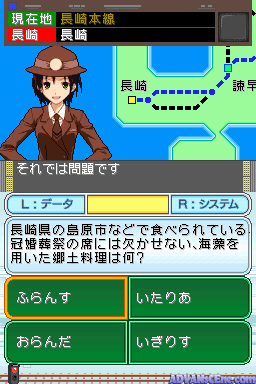 現在地 長崎本線
長崎 長崎
長崎
諫早
それでは問題です
L:データ
R:システム
長崎県の島原市などで食べられている
冠婚葬祭の席には欠かせない、海藻を
用いた郷土料理は何?
ふらんす
いたりあ
おらんだ
いぎりす
ADVAN-CEM.com